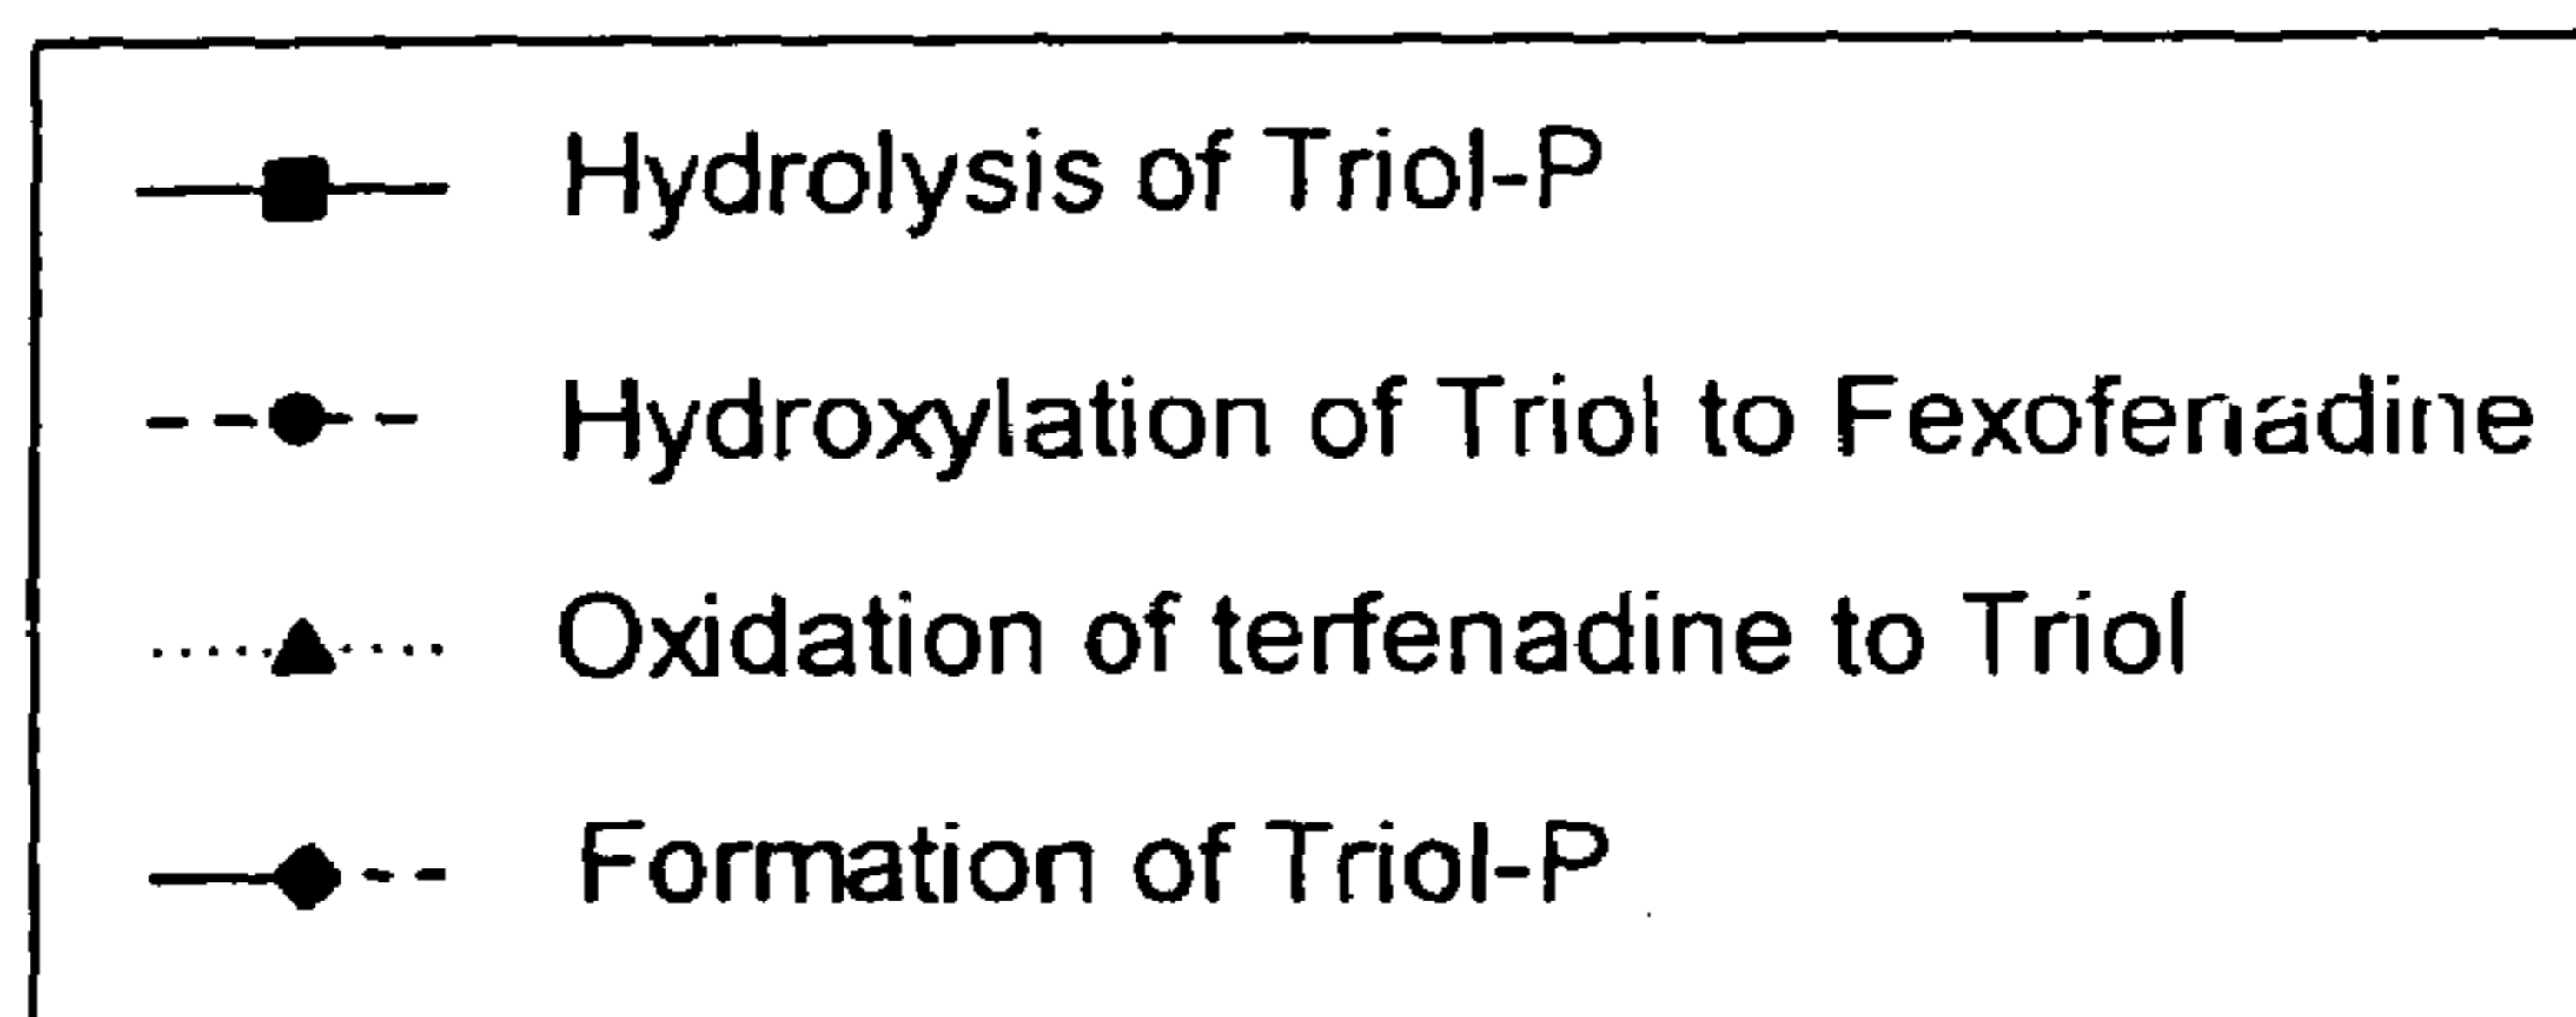 Hydrolysis of Triol-P
Hydroxylation of Triol to Fexofenadine
Oxidation of terfenadine to Triol
Formation of Triol-P